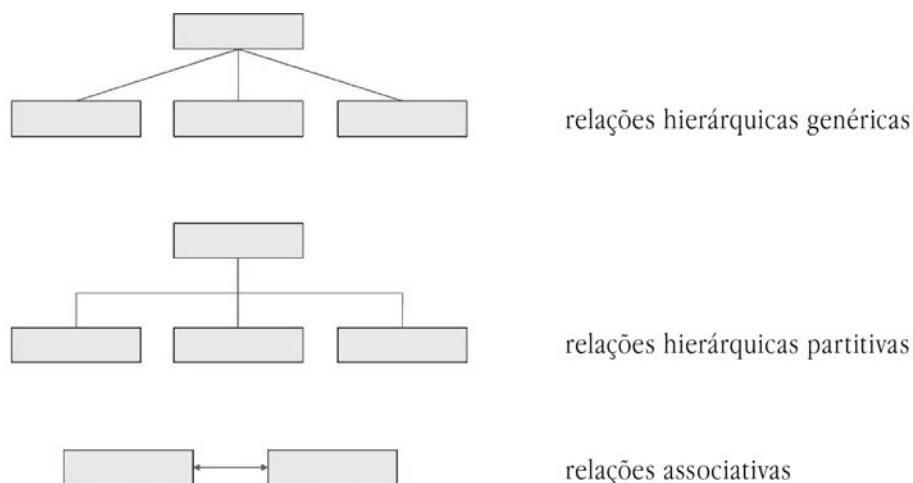 relações hierárquicas genéricas
relações hierárquicas partitivas
relações associativas